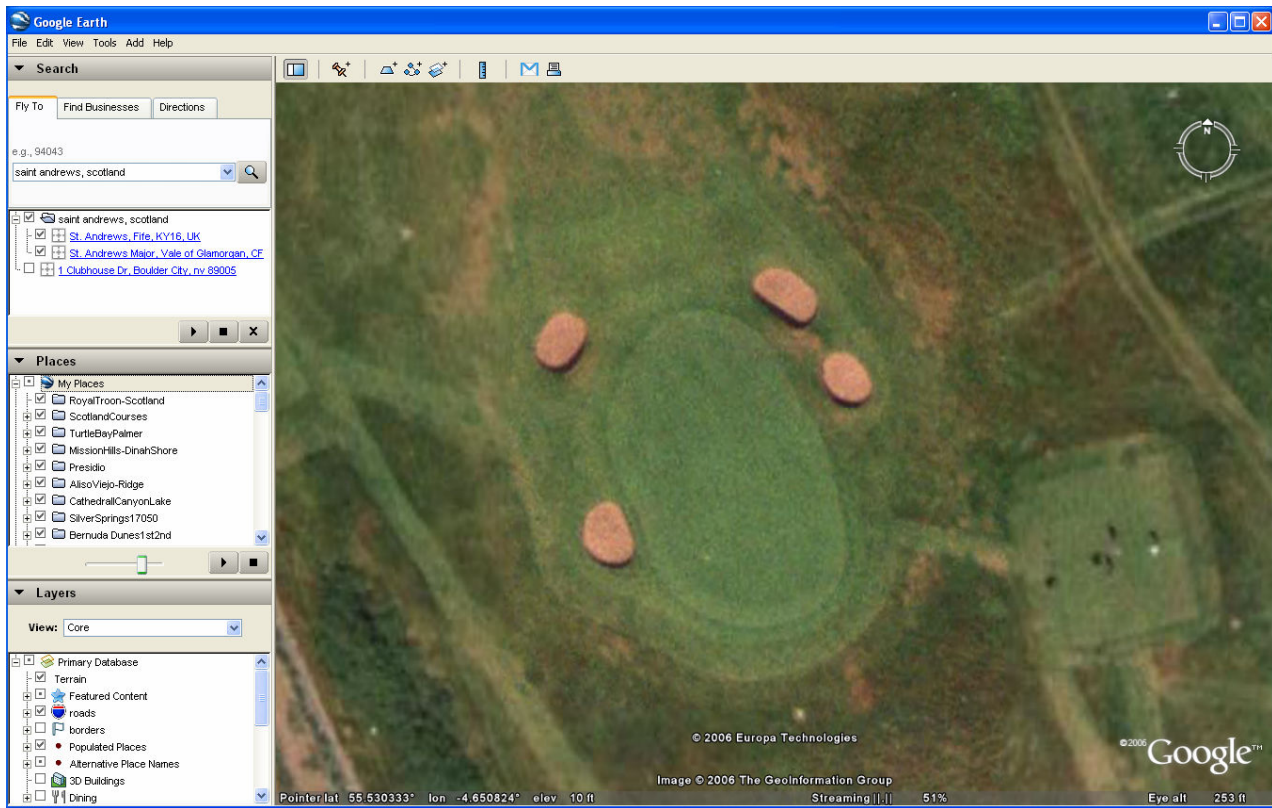 Google Earth
File Edit View Tools Add Help
Search
Fly To Find Businesses Directions
e.g., 94043
saint andrews, scotland
saint andrews, scotland
St. Andrews, Fife, KY16, UK
St. Andrews Major, Vale of Glamorgan, CF
1 Clubhouse Dr, Boulder City, nv 89005
Places
My Places
RoyalTroon-Scotland
ScotlandCourses
TurtleBayPalmer
MissionHills-DinahShore
Presidio
AlisoViejo-Ridge
CathedrallCanyonLake
SilverSprings17050
Bernuda Dunes1st2nd
Layers
View: Core
Primary Database
Terrain
Featured Content
roads
borders
Populated Places
Alternative Place Names
3D Buildings
Dining
N
© 2006 Europa Technologies
Image © 2006 The GeoInformation Group
©2006 Google™
Pointer lat 55.530333° lon -4.650824° elev 10 ft Streaming ||.|| 51% Eye alt 253 ft